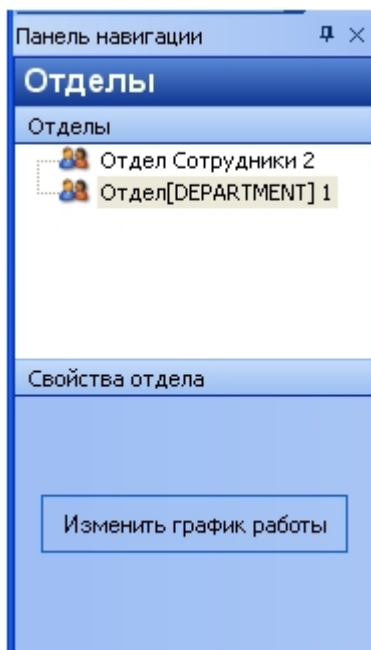 Панель навигации
Отделы
Отделы
Отдел Сотрудники 2
Отдел[DEPARTMENT] 1
Свойства отдела
Изменить график работы